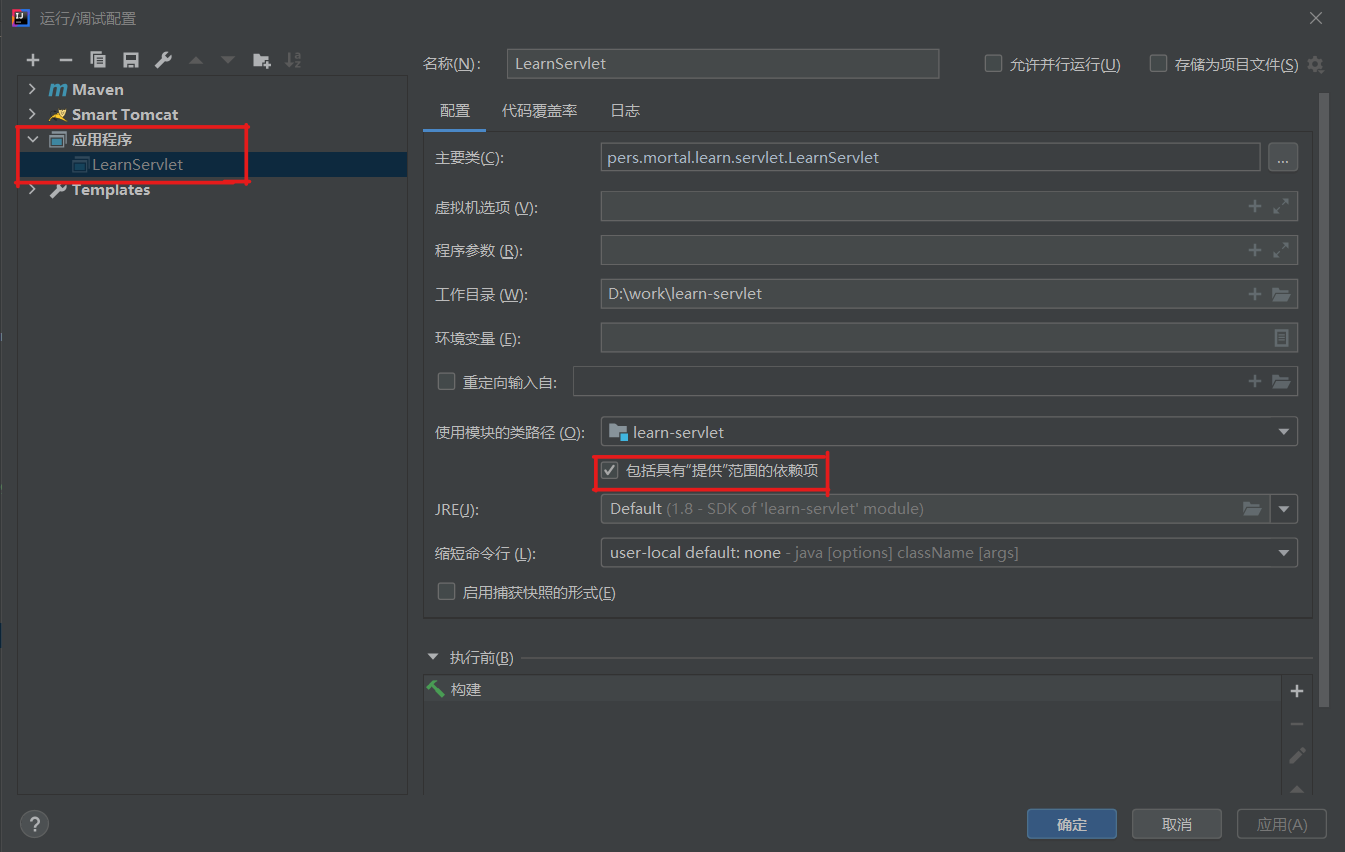 运行/调试配置
Maven
Smart Tomcat
应用程序
LearnServlet
Templates
名称(N):
LearnServlet
允许并行运行(U)
存储为项目文件(S)
配置
代码覆盖率
日志
主要类(C):
pers.mortal.learn.servlet.LearnServlet
...
虚拟机选项 (V):
程序参数 (R):
工作目录 (W):
D:\work\learn-servlet
环境变量 (E):
重定向输入自:
使用模块的类路径 (O):
learn-servlet
包括具有“提供”范围的依赖项
JRE(J):
Default (1.8 - SDK of 'learn-servlet' module)
缩短命令行 (L):
user-local default: none - java [options] className [args]
启用捕获快照的形式(E)
执行前(B)
构建
?
确定
取消
应用(A)